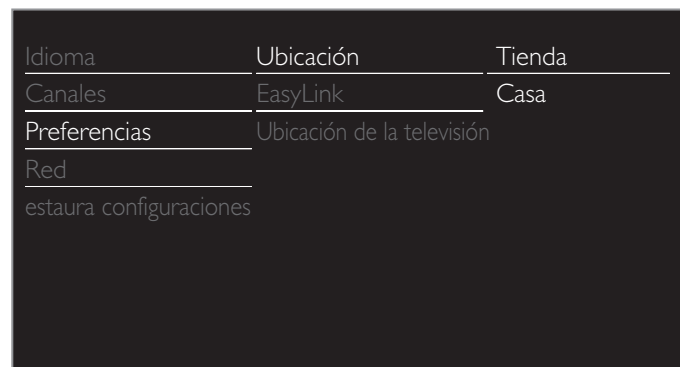 Idioma Ubicación Tienda
Canales EasyLink Casa
Preferencias Ubicación de la televisión
Red
estaura configuraciones